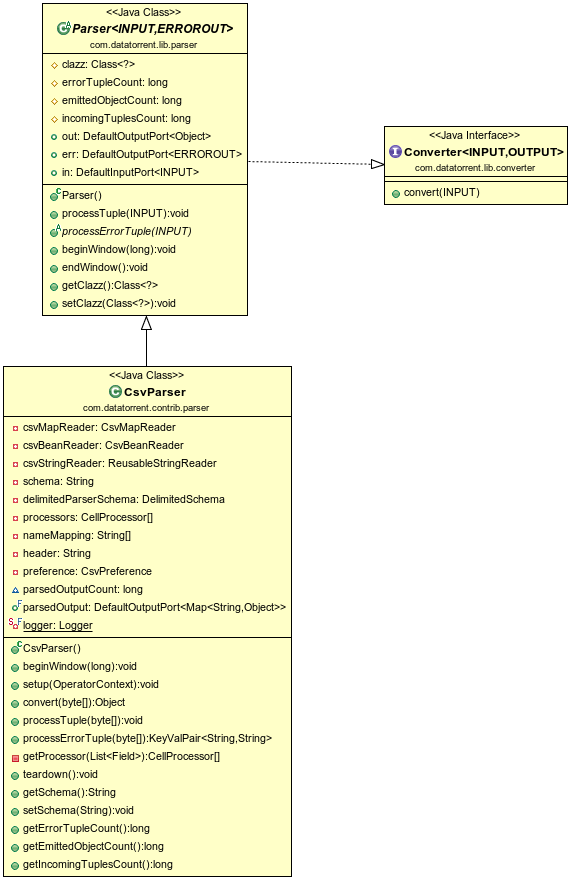 <<Java Class>>
Parser<INPUT,ERROROUT>
com.datatorrent.lib.parser
clazz: Class<?>
errorTupleCount: long
emittedObjectCount: long
incomingTuplesCount: long
out: DefaultOutputPort<Object>
err: DefaultOutputPort<ERROROUT>
in: DefaultInputPort<INPUT>
Parser()
processTuple(INPUT):void
processErrorTuple(INPUT)
beginWindow(long):void
endWindow():void
getClazz():Class<?>
setClazz(Class<?>):void
<<Java Interface>>
Converter<INPUT,OUTPUT>
com.datatorrent.lib.converter
convert(INPUT)
<<Java Class>>
CsvParser
com.datatorrent.contrib.parser
csvMapReader: CsvMapReader
csvBeanReader: CsvBeanReader
csvStringReader: ReusableStringReader
schema: String
delimitedParserSchema: DelimitedSchema
processors: CellProcessor[]
nameMapping: String[]
header: String
preference: CsvPreference
parsedOutputCount: long
parsedOutput: DefaultOutputPort<Map<String,Object>>
logger: Logger
CsvParser()
beginWindow(long):void
setup(OperatorContext):void
convert(byte[]):Object
processTuple(byte[]):void
processErrorTuple(byte[]):KeyValPair<String,String>
getProcessor(List<Field>):CellProcessor[]
teardown():void
getSchema():String
setSchema(String):void
getErrorTupleCount():long
getEmittedObjectCount():long
getIncomingTuplesCount():long